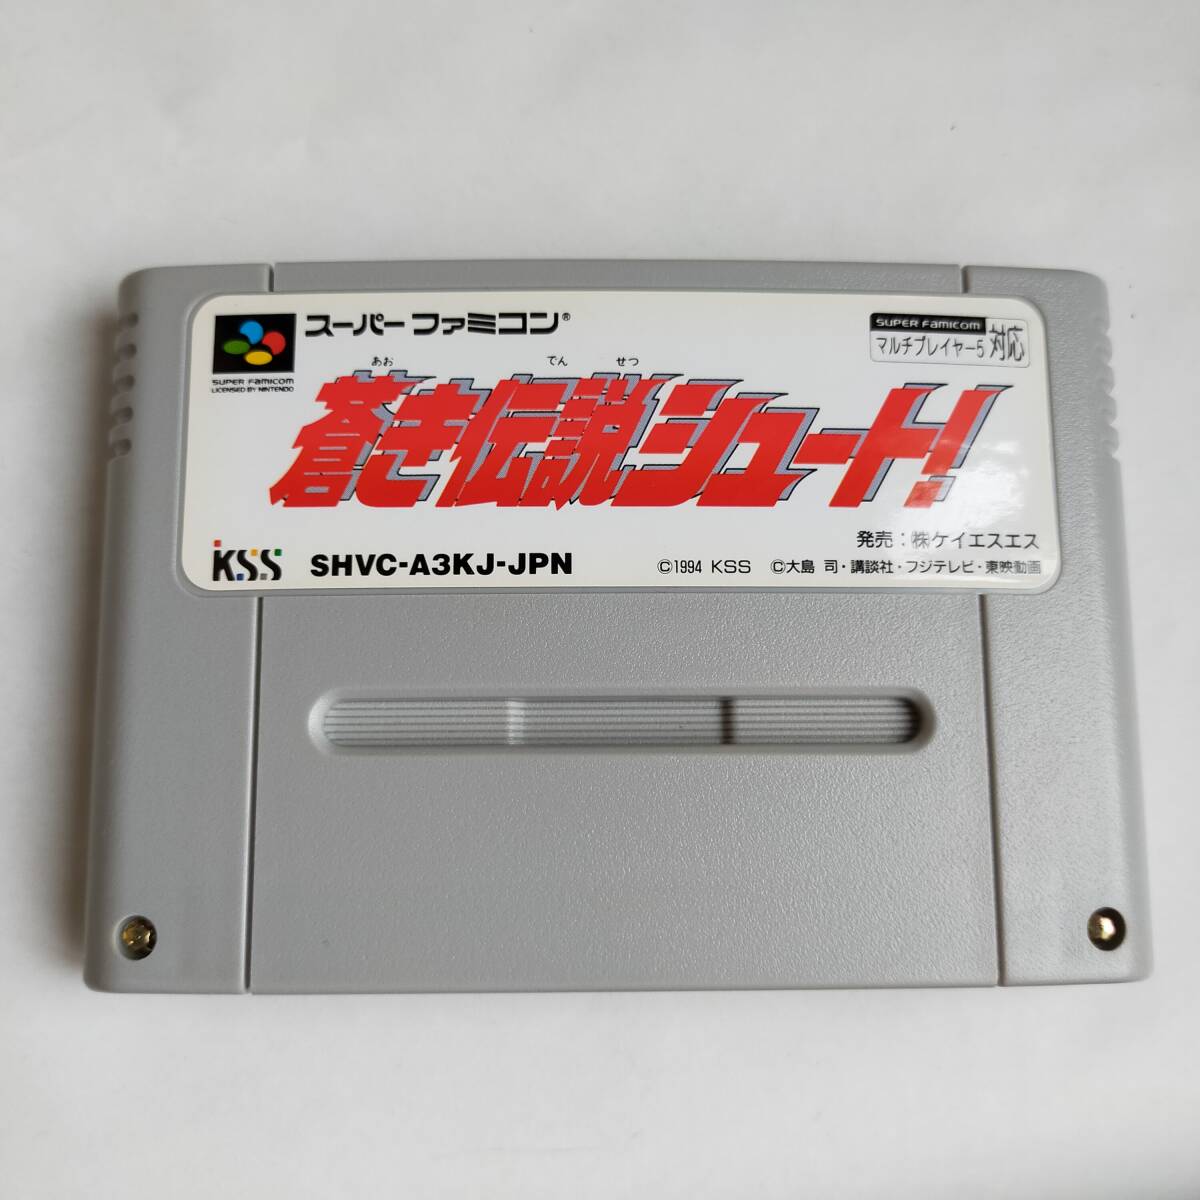 スーパーファミコン®
SUPER FAMICOM
LICENSED BY NINTENDO
SUPER FAMICOM
マルチプレイヤー5 対応
あお でん せつ
蒼き伝説シュート!
発売:㈱ケイエスエス
KSS SHVC-A3KJ-JPN
©1994 KSS ©大島 司・講談社・フジテレビ・東映動画